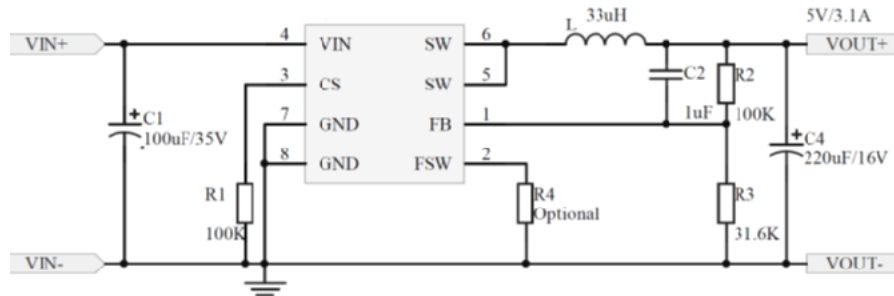 33uH
5V/3.1A
VIN+
4
VIN
SW
6
L
VOUT+
3
CS
SW
5
C2
R2
+
C1
100uF/35V
7
GND
FB
1
1uF
100K
+
C4
220uF/16V
8
GND
FSW
2
R1
100K
R4
Optional
R3
31.6K
VIN-
VOUT-